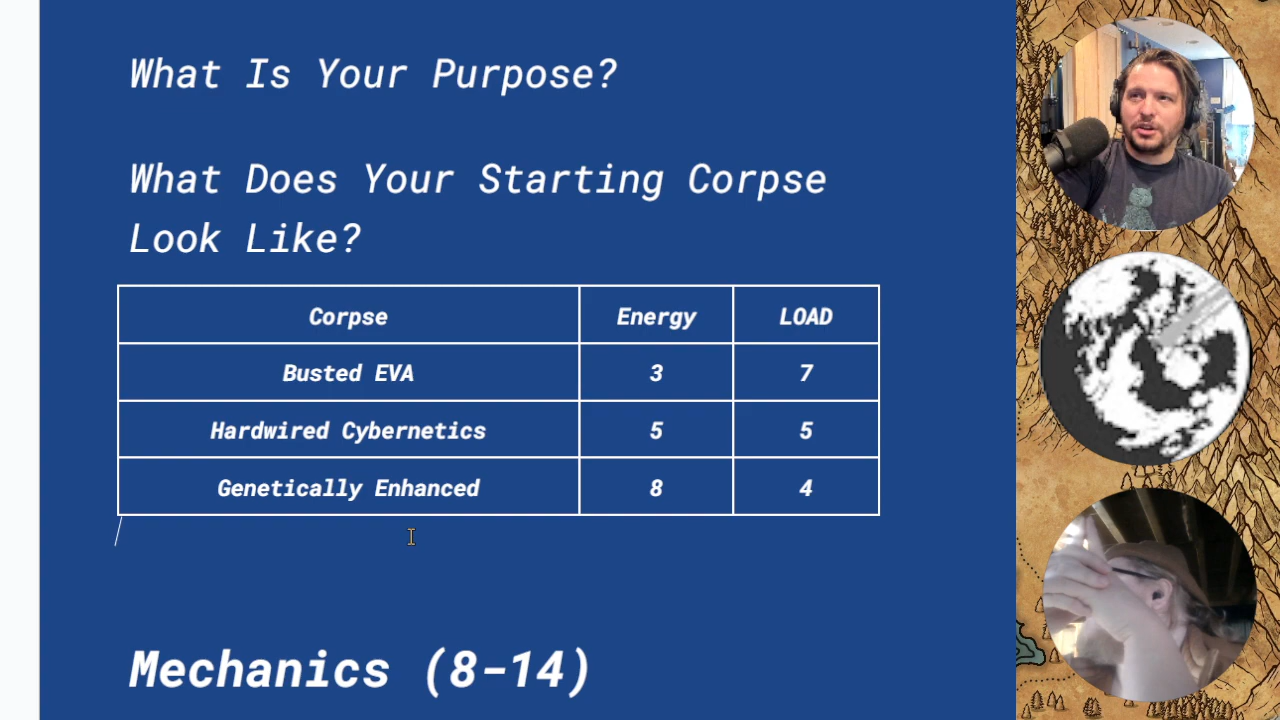 What Is Your Purpose?
What Does Your Starting Corpse
Look Like?
Corpse Energy LOAD
Busted EVA 3 7
Hardwired Cybernetics 5 5
Genetically Enhanced 8 4
Mechanics (8-14)